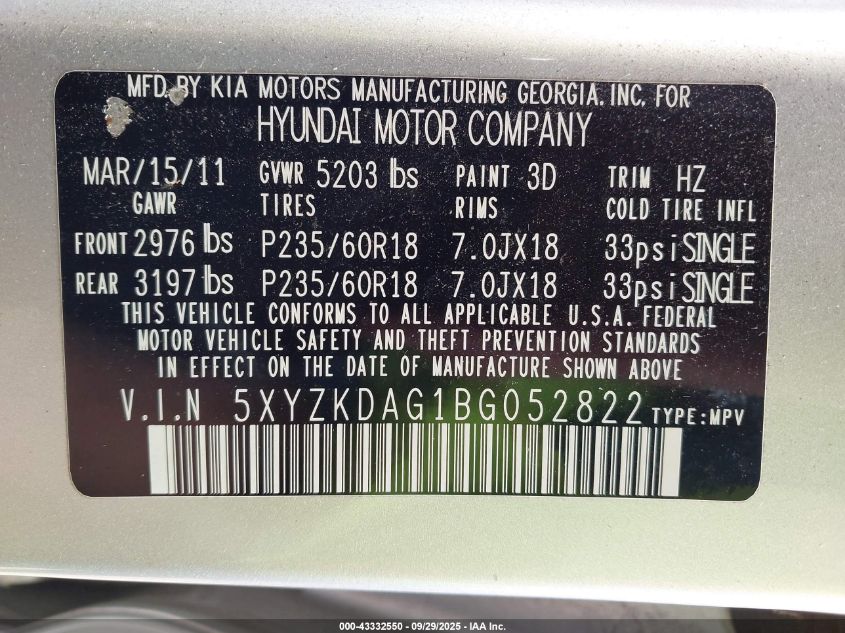 MFD. BY KIA MOTORS MANUFACTURING GEORGIA. INC. FOR
HYUNDAI MOTOR COMPANY
MAR/15/11 GVWR 5203 lbs PAINT 3D TRIM HZ
GAWR TIRES RIMS COLD TIRE INFL
FRONT 2976 lbs P235/60R18 7.0JX18 33psi SINGLE
REAR 3197 lbs P235/60R18 7.0JX18 33psi SINGLE
THIS VEHICLE CONFORMS TO ALL APPLICABLE U.S.A. FEDERAL
MOTOR VEHICLE SAFETY AND THEFT PREVENTION STANDARDS
IN EFFECT ON THE DATE OF MANUFACTURE SHOWN ABOVE
V.I.N 5XYZKDAG1BG052822 TYPE:MPV
000-43332550 - 09/29/2025 - IAA Inc.